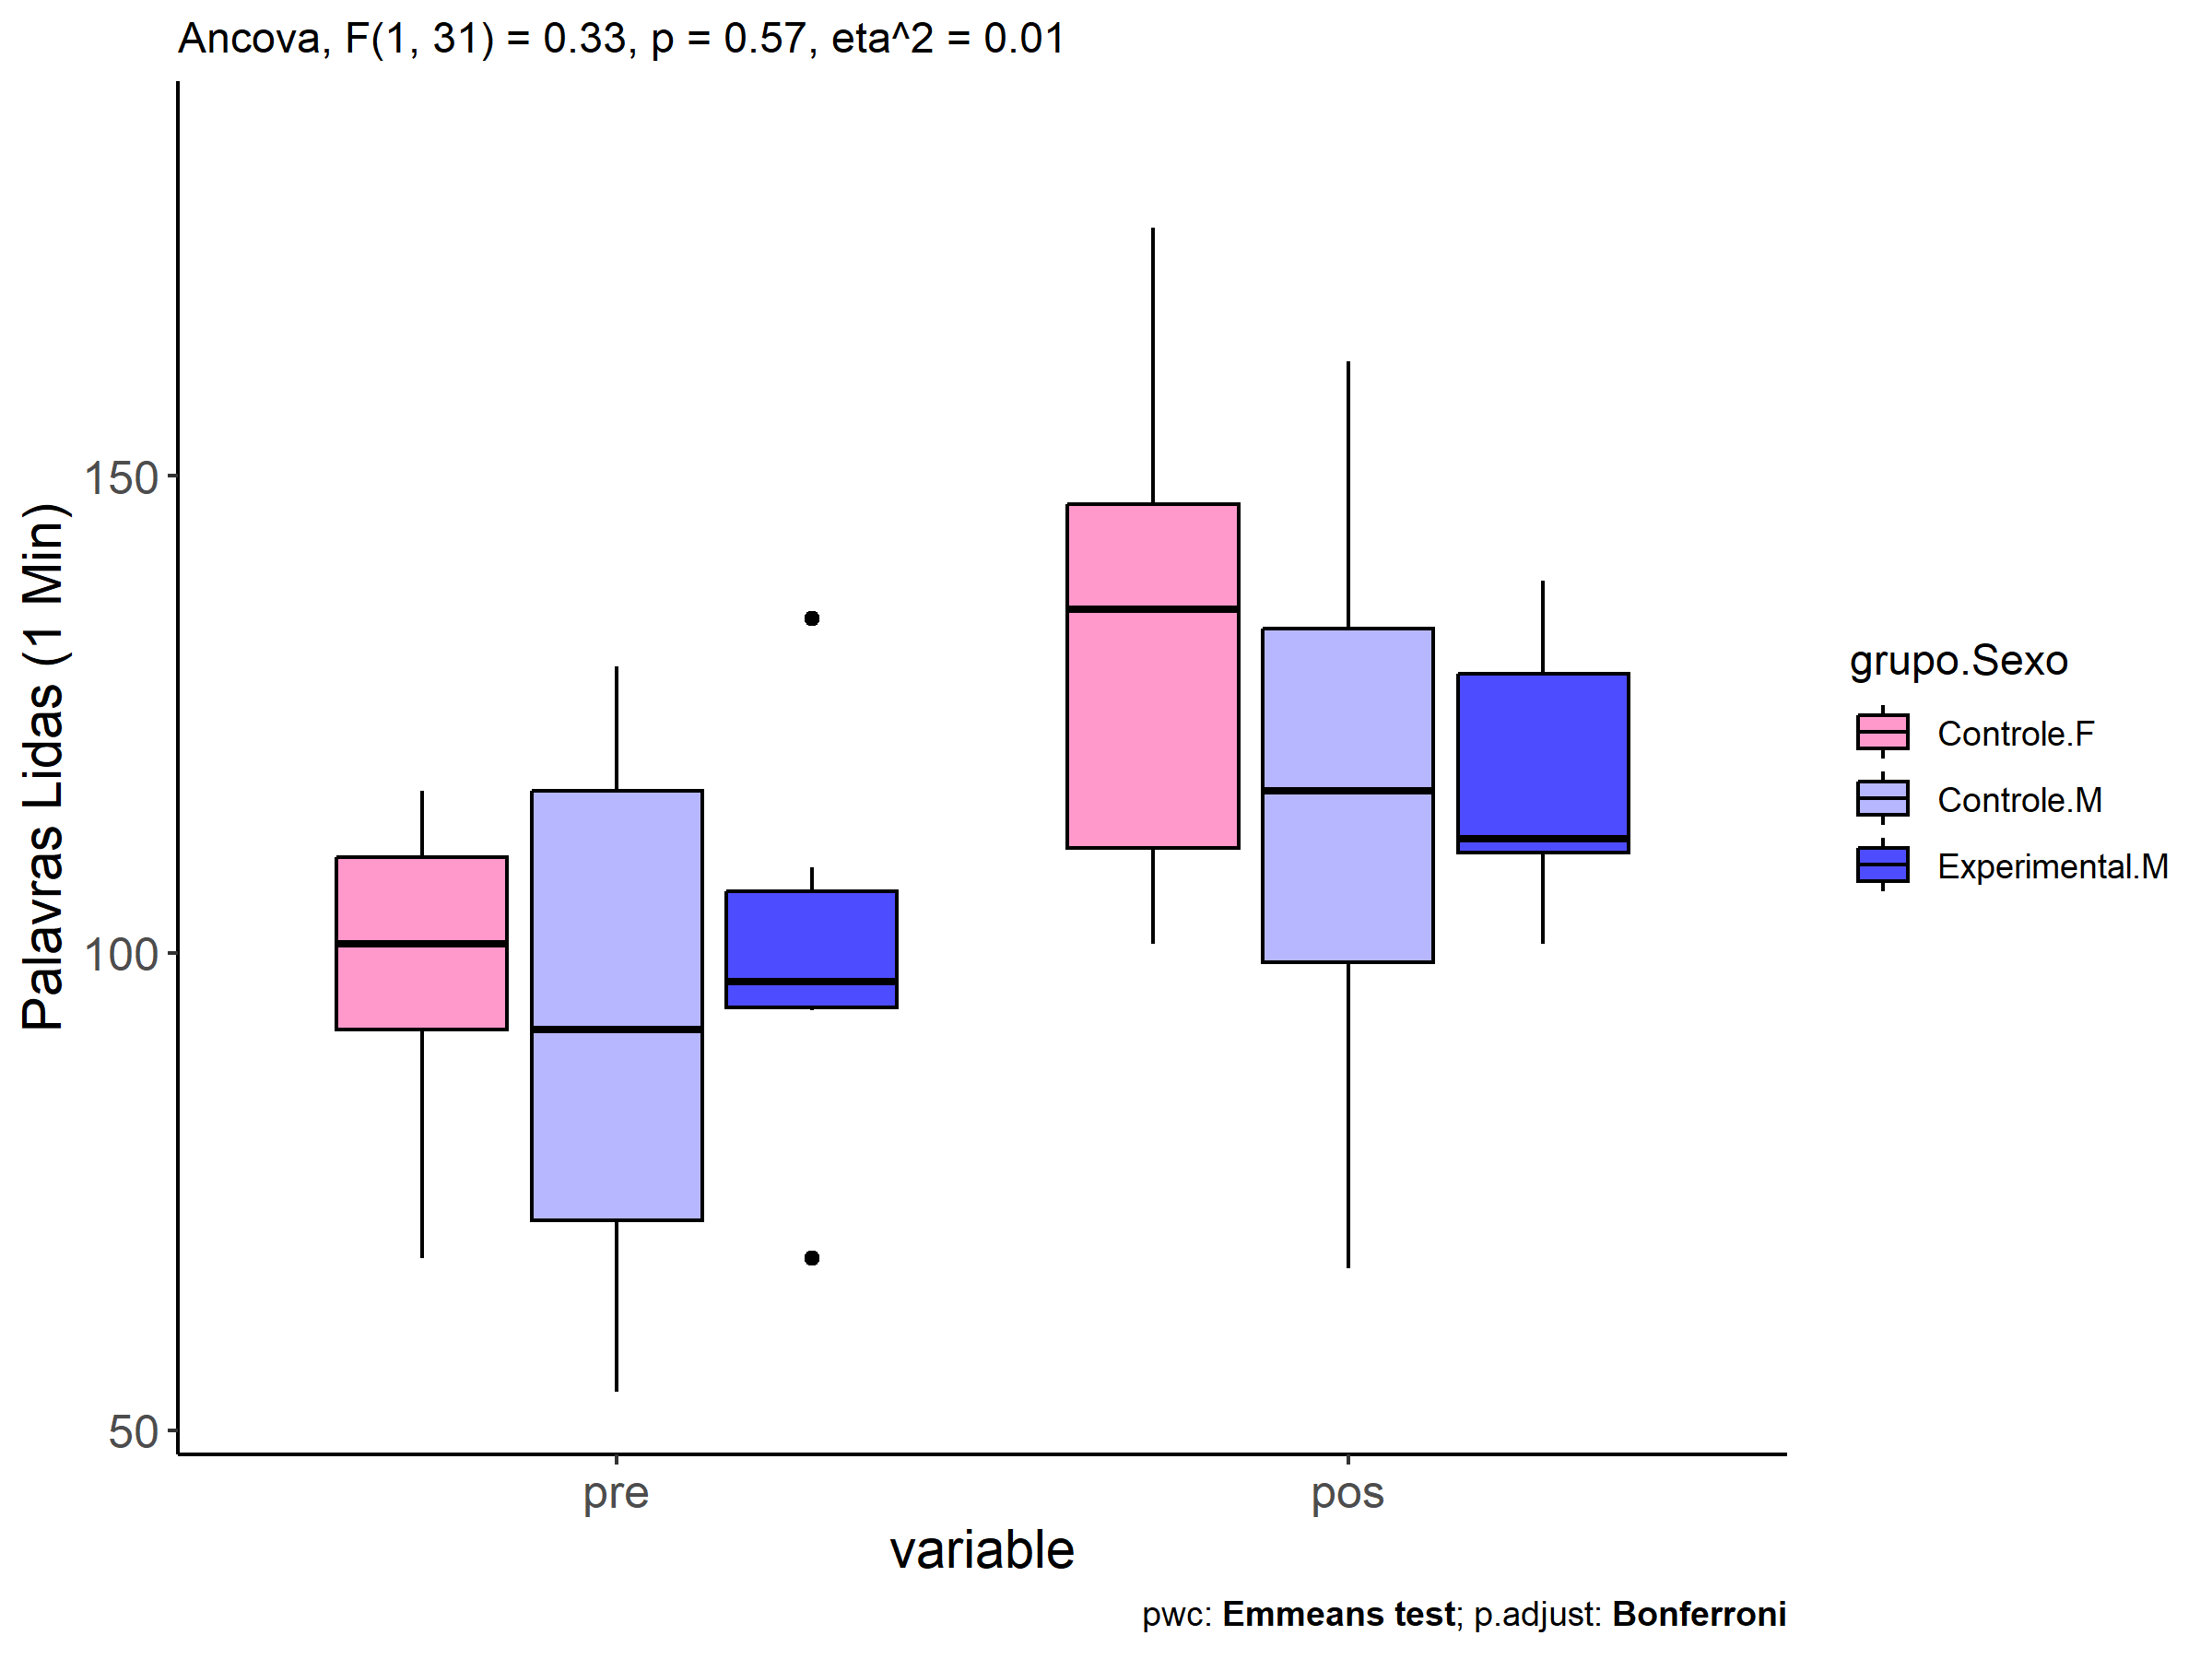 Ancova, F(1, 31) = 0.33, p = 0.57, eta^2 = 0.01
Palavras Lidas (1 Min)
150
100
50
pre
pos
variable
grupo.Sexo
Controle.F
Controle.M
Experimental.M
pwc: Emmeans test; p.adjust: Bonferroni